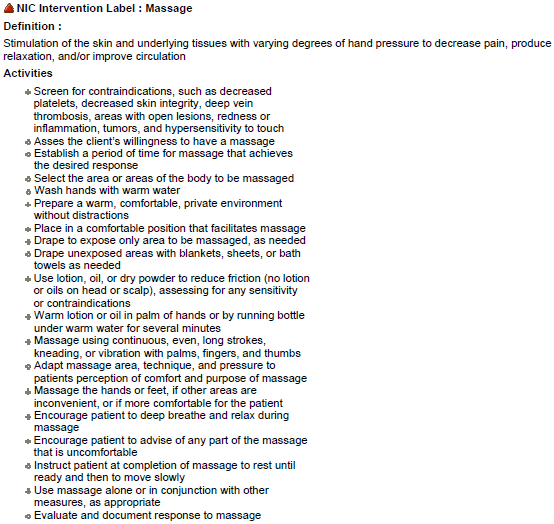 NIC Intervention Label : Massage
Definition :
Stimulation of the skin and underlying tissues with varying degrees of hand pressure to decrease pain, produce
relaxation, and/or improve circulation
Activities
Screen for contraindications, such as decreased
platelets, decreased skin integrity, deep vein
thrombosis, areas with open lesions, redness or
inflammation, tumors, and hypersensitivity to touch
Asses the client's willingness to have a massage
Establish a period of time for massage that achieves
the desired response
Select the area or areas of the body to be massaged
Wash hands with warm water
Prepare a warm, comfortable, private environment
without distractions
Place in a comfortable position that facilitates massage
Drape to expose only area to be massaged, as needed
Drape unexposed areas with blankets, sheets, or bath
towels as needed
Use lotion, oil, or dry powder to reduce friction (no lotion
or oils on head or scalp), assessing for any sensitivity
or contraindications
Warm lotion or oil in palm of hands or by running bottle
under warm water for several minutes
Massage using continuous, even, long strokes,
kneading, or vibration with palms, fingers, and thumbs
Adapt massage area, technique, and pressure to
patients perception of comfort and purpose of massage
Massage the hands or feet, if other areas are
inconvenient, or if more comfortable for the patient
Encourage patient to deep breathe and relax during
massage
Encourage patient to advise of any part of the massage
that is uncomfortable
Instruct patient at completion of massage to rest until
ready and then to move slowly
Use massage alone or in conjunction with other
measures, as appropriate
Evaluate and document response to massage